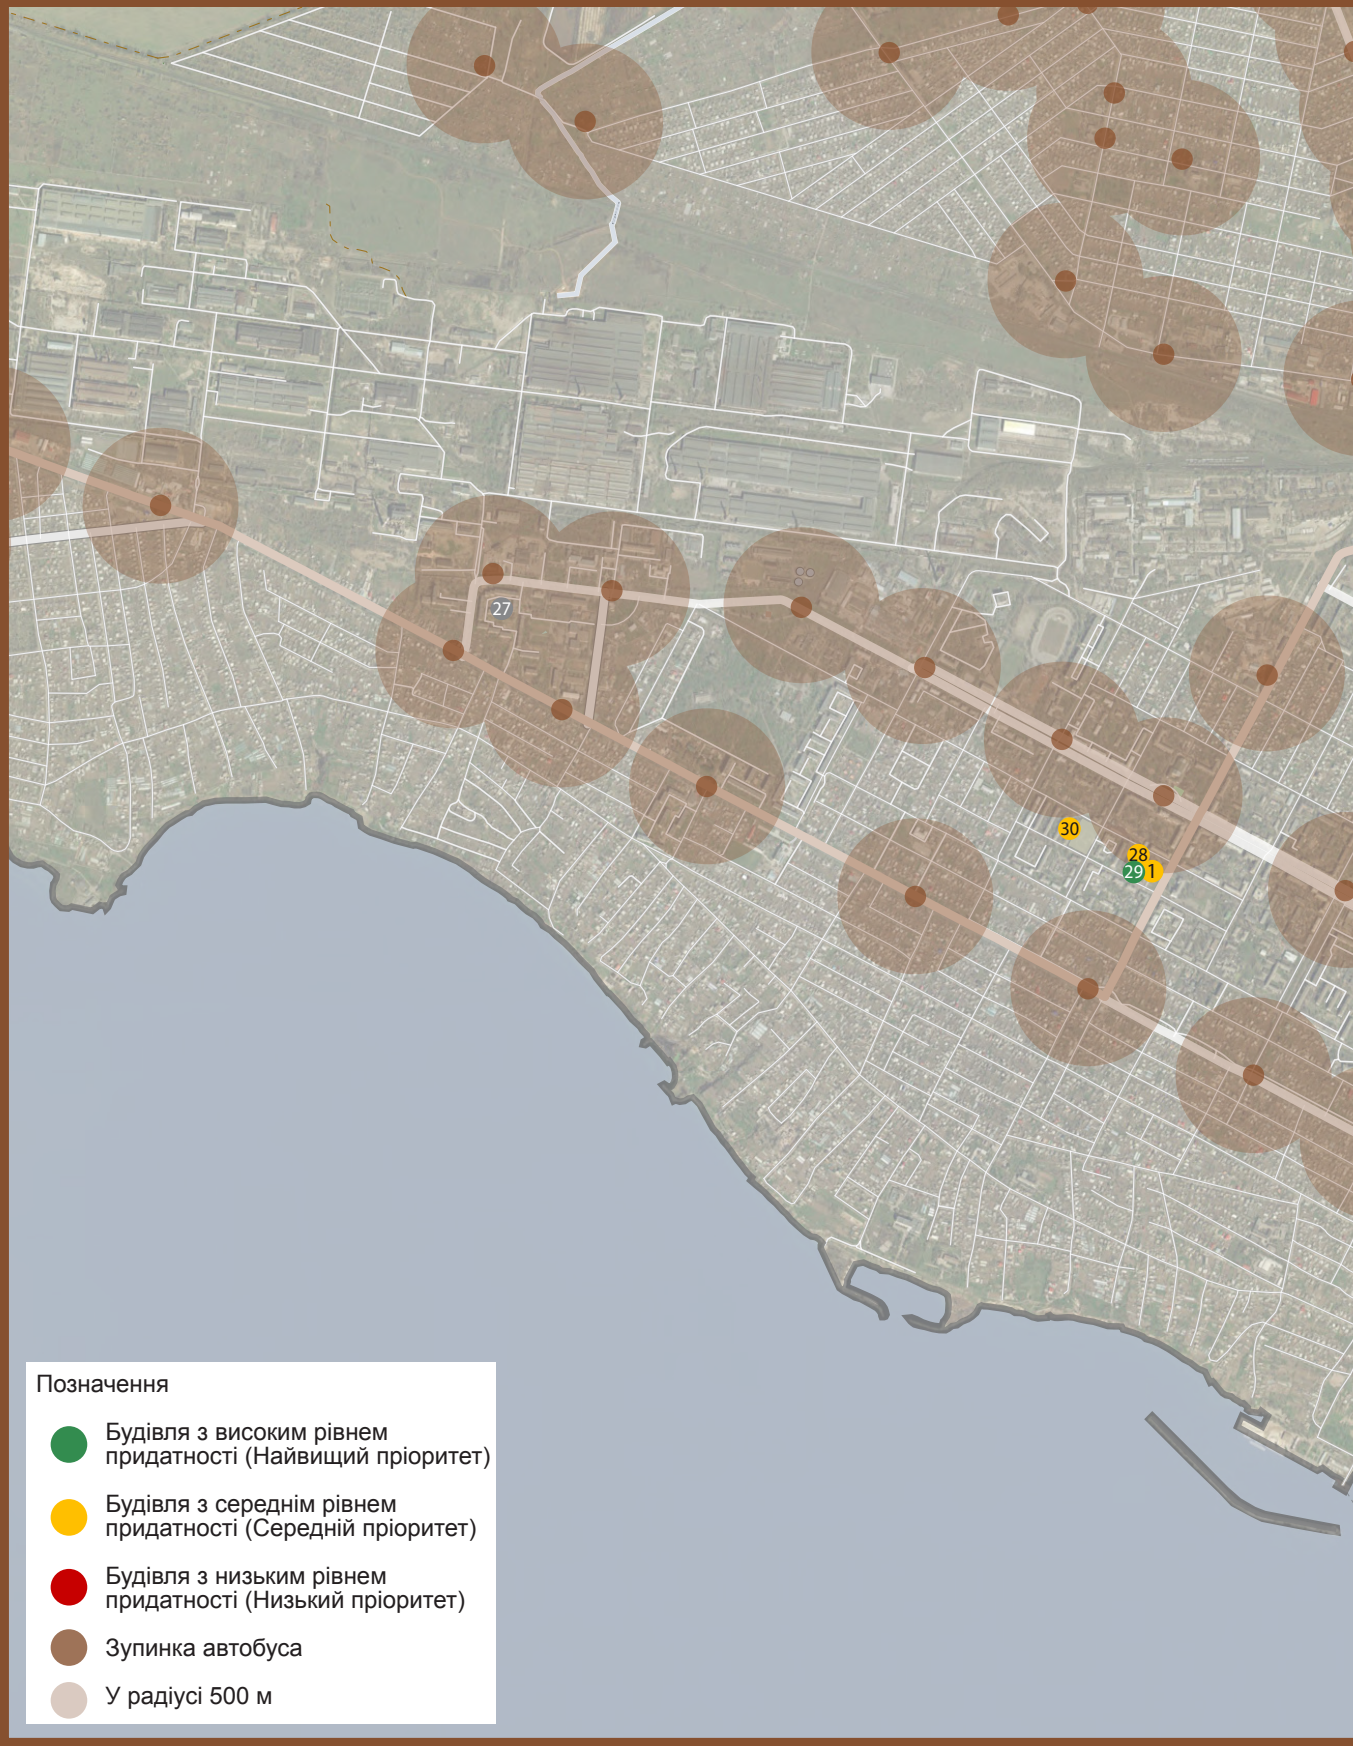 27
30
28
29
1
Позначення
Будівля з високим рівнем
придатності (Найвищий пріоритет)
Будівля з середнім рівнем
придатності (Середній пріоритет)
Будівля з низьким рівнем
придатності (Низький пріоритет)
Зупинка автобуса
У радіусі 500 м